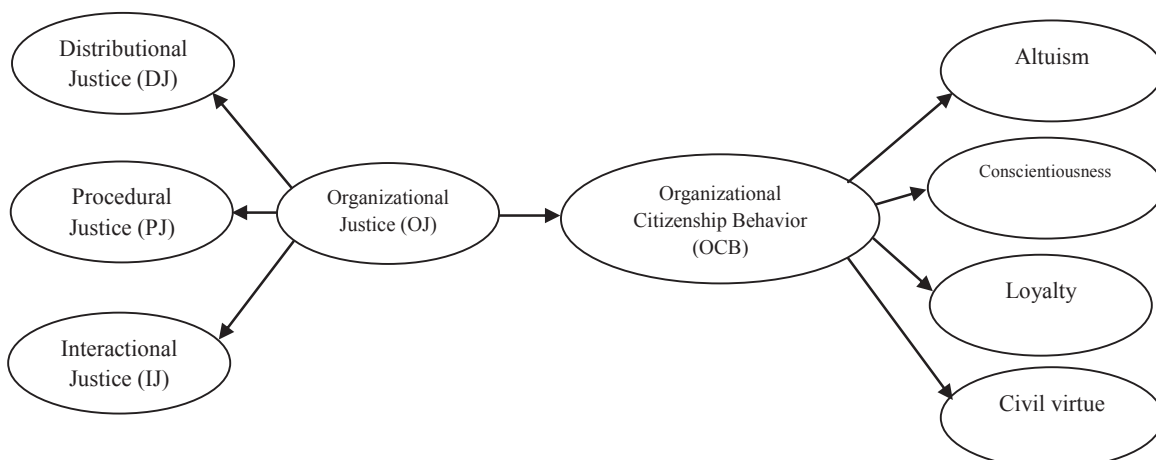 Distributional
Justice (DJ)
Procedural
Justice (PJ)
Interactional
Justice (IJ)
Organizational
Justice (OJ)
Organizational
Citizenship Behavior
(OCB)
Altuism
Conscientiousness
Loyalty
Civil virtue